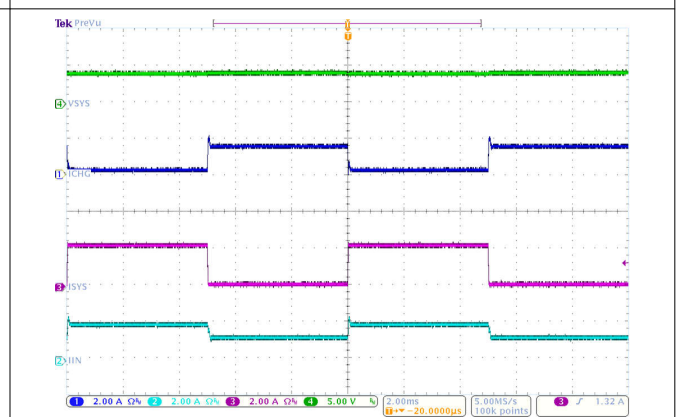 Tek PreVu
T
T
4 VSYS
1 ICHG
3 ISYS
2 IIN
1 2.00 A Ω 2 2.00 A Ω 3 2.00 A Ω 4 5.00 V
2.00ms
T→▼ −20.0000μs
5.00MS/s
100k points
3 ∫ 1.32 A